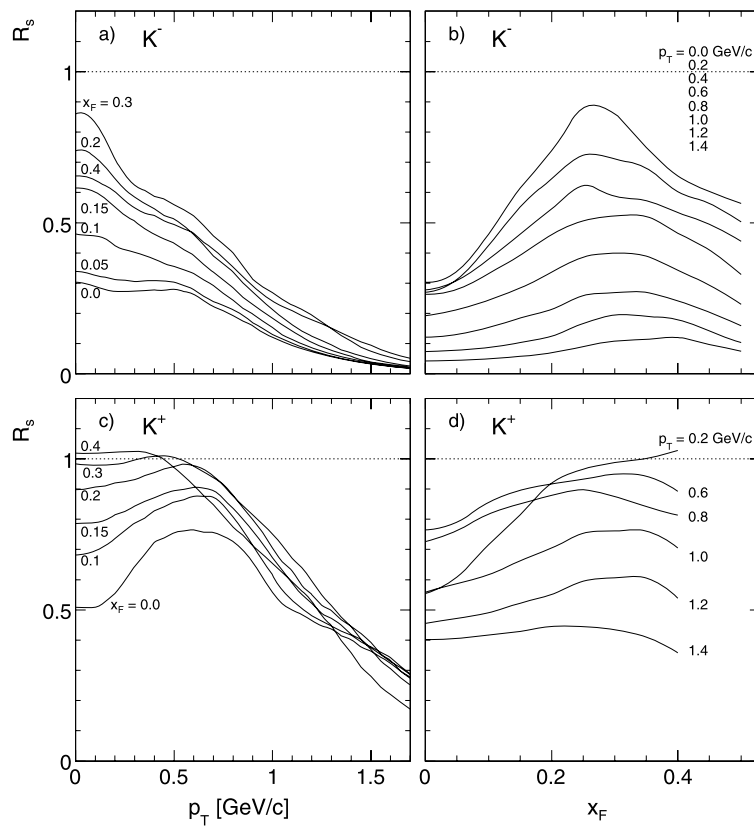 R_s
a) K⁻
1
x_F = 0.3
0.2
0.4
0.15
0.1
0.05
0.0
0.5
0
b) K⁻
p_T = 0.0 GeV/c
0.2
0.4
0.6
0.8
1.0
1.2
1.4
R_s
c) K⁺
1
0.4
0.3
0.2
0.15
0.1
x_F = 0.0
0.5
0
0 0.5 1 1.5
p_T [GeV/c]
d) K⁺
p_T = 0.2 GeV/c
0.6
0.8
1.0
1.2
1.4
0 0.2 0.4
x_F